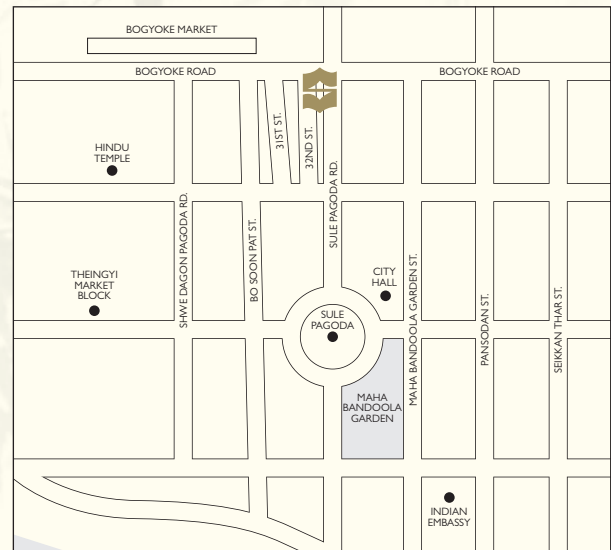 BOGYOKE MARKET
BOGYOKE ROAD
BOGYOKE ROAD
31ST ST.
32ND ST.
HINDU
TEMPLE
SHWE DAGON PAGODA RD.
BO SOON PAT ST.
SULE PAGODA RD.
THEINGYI
MARKET
BLOCK
CITY
HALL
SULE
PAGODA
MAHA BANDOOLA GARDEN ST.
PANSODAN ST.
SEIKKAN THAR ST.
MAHA
BANDOOLA
GARDEN
INDIAN
EMBASSY